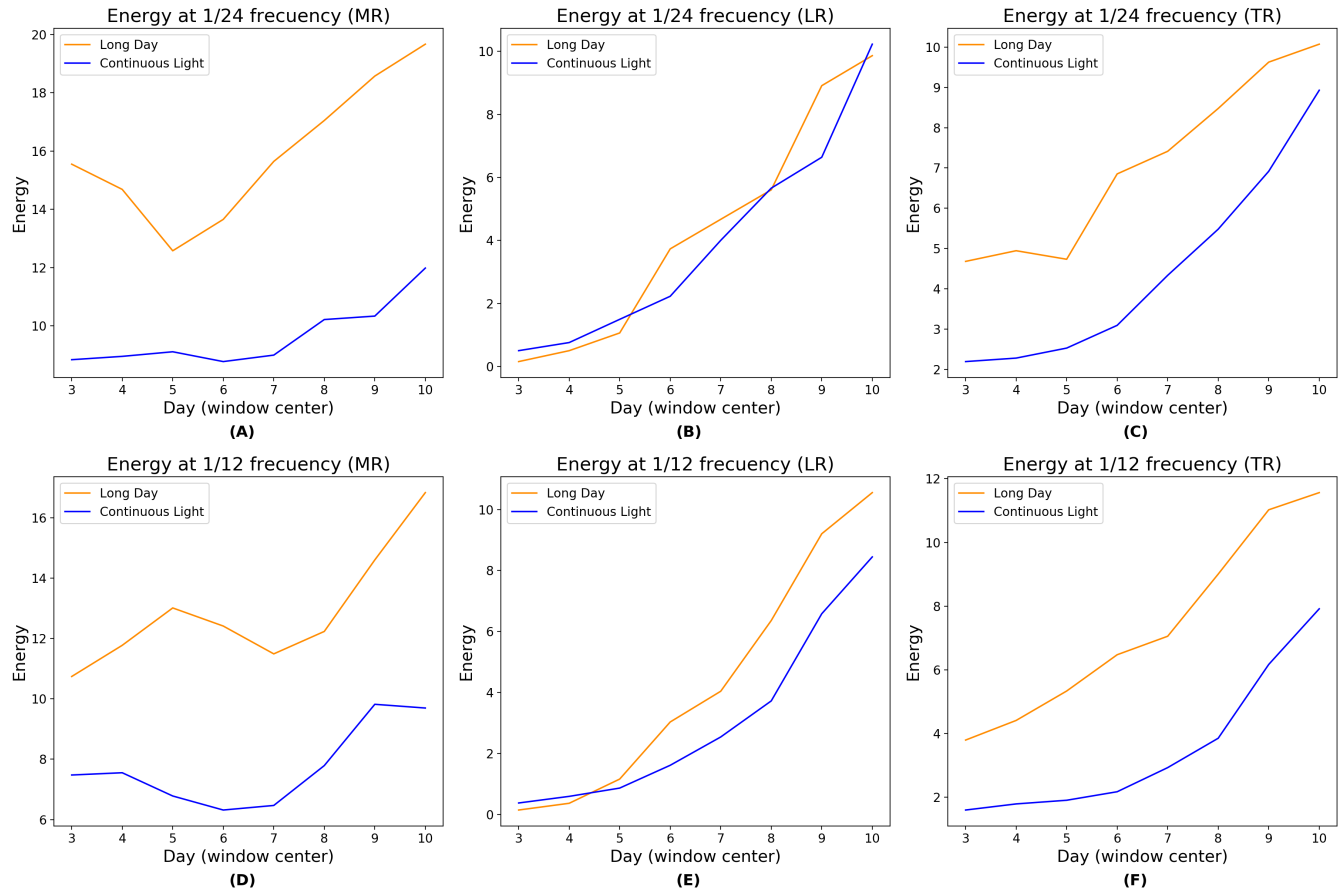 Energy at 1/24 frecuency (MR)
Long Day
Continuous Light
20
18
16
14
12
10
Energy
3 4 5 6 7 8 9 10
Day (window center)
(A)
Energy at 1/24 frecuency (LR)
Long Day
Continuous Light
10
8
6
4
2
0
Energy
3 4 5 6 7 8 9 10
Day (window center)
(B)
Energy at 1/24 frecuency (TR)
Long Day
Continuous Light
10
9
8
7
6
5
4
3
2
Energy
3 4 5 6 7 8 9 10
Day (window center)
(C)
Energy at 1/12 frecuency (MR)
Long Day
Continuous Light
16
14
12
10
8
6
Energy
3 4 5 6 7 8 9 10
Day (window center)
(D)
Energy at 1/12 frecuency (LR)
Long Day
Continuous Light
10
8
6
4
2
0
Energy
3 4 5 6 7 8 9 10
Day (window center)
(E)
Energy at 1/12 frecuency (TR)
Long Day
Continuous Light
12
10
8
6
4
2
Energy
3 4 5 6 7 8 9 10
Day (window center)
(F)